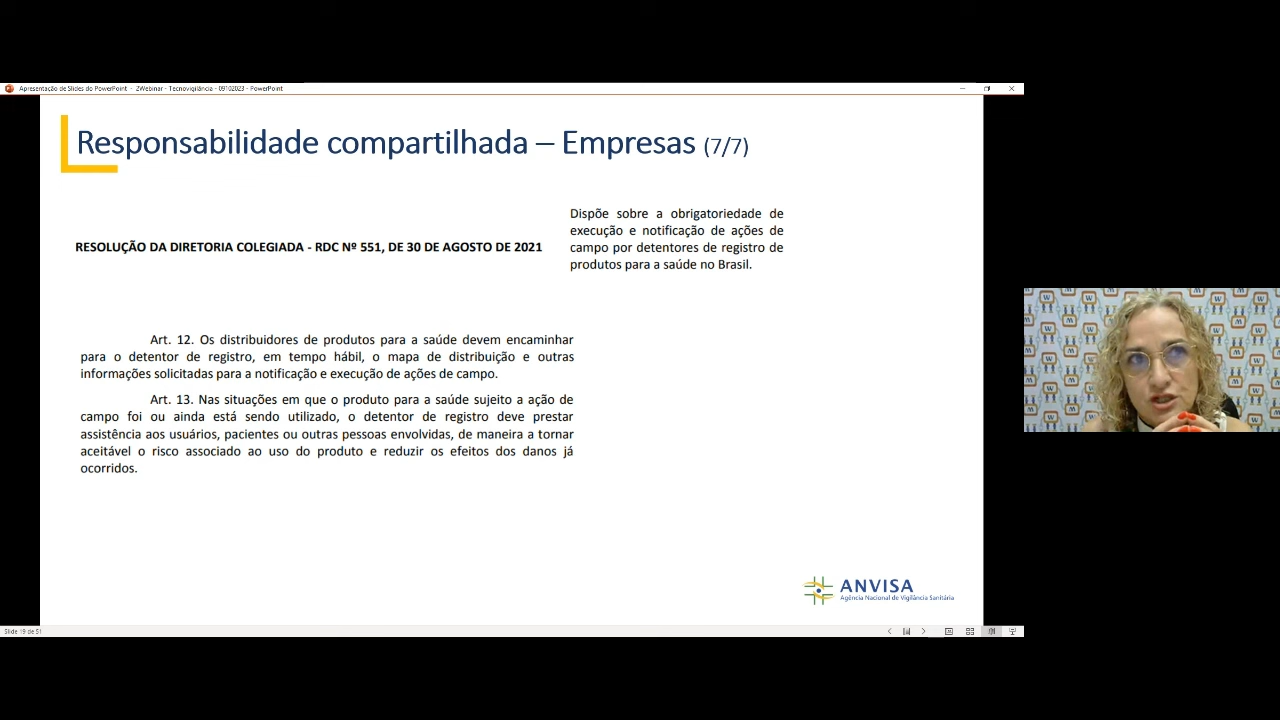 Apresentação de Slides do PowerPoint - 2Webinar - Tecnovigilância - 09102023 - PowerPoint
Responsabilidade compartilhada – Empresas (7/7)
Dispõe sobre a obrigatoriedade de
execução e notificação de ações de
campo por detentores de registro de
produtos para a saúde no Brasil.
RESOLUÇÃO DA DIRETORIA COLEGIADA - RDC Nº 551, DE 30 DE AGOSTO DE 2021
Art. 12. Os distribuidores de produtos para a saúde devem encaminhar
para o detentor de registro, em tempo hábil, o mapa de distribuição e outras
informações solicitadas para a notificação e execução de ações de campo.
Art. 13. Nas situações em que o produto para a saúde sujeito a ação de
campo foi ou ainda está sendo utilizado, o detentor de registro deve prestar
assistência aos usuários, pacientes ou outras pessoas envolvidas, de maneira a tornar
aceitável o risco associado ao uso do produto e reduzir os efeitos dos danos já
ocorridos.
ANVISA
Agência Nacional de Vigilância Sanitária
Slide 19 de 51